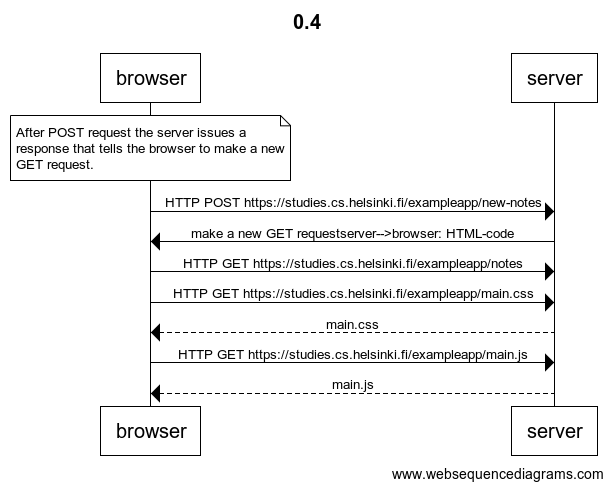 0.4
browser
server
After POST request the server issues a
response that tells the browser to make a new
GET request.
HTTP POST https://studies.cs.helsinki.fi/exampleapp/new-notes
make a new GET requestserver-->browser: HTML-code
HTTP GET https://studies.cs.helsinki.fi/exampleapp/notes
HTTP GET https://studies.cs.helsinki.fi/exampleapp/main.css
main.css
HTTP GET https://studies.cs.helsinki.fi/exampleapp/main.js
main.js
browser
server
www.websequencediagrams.com